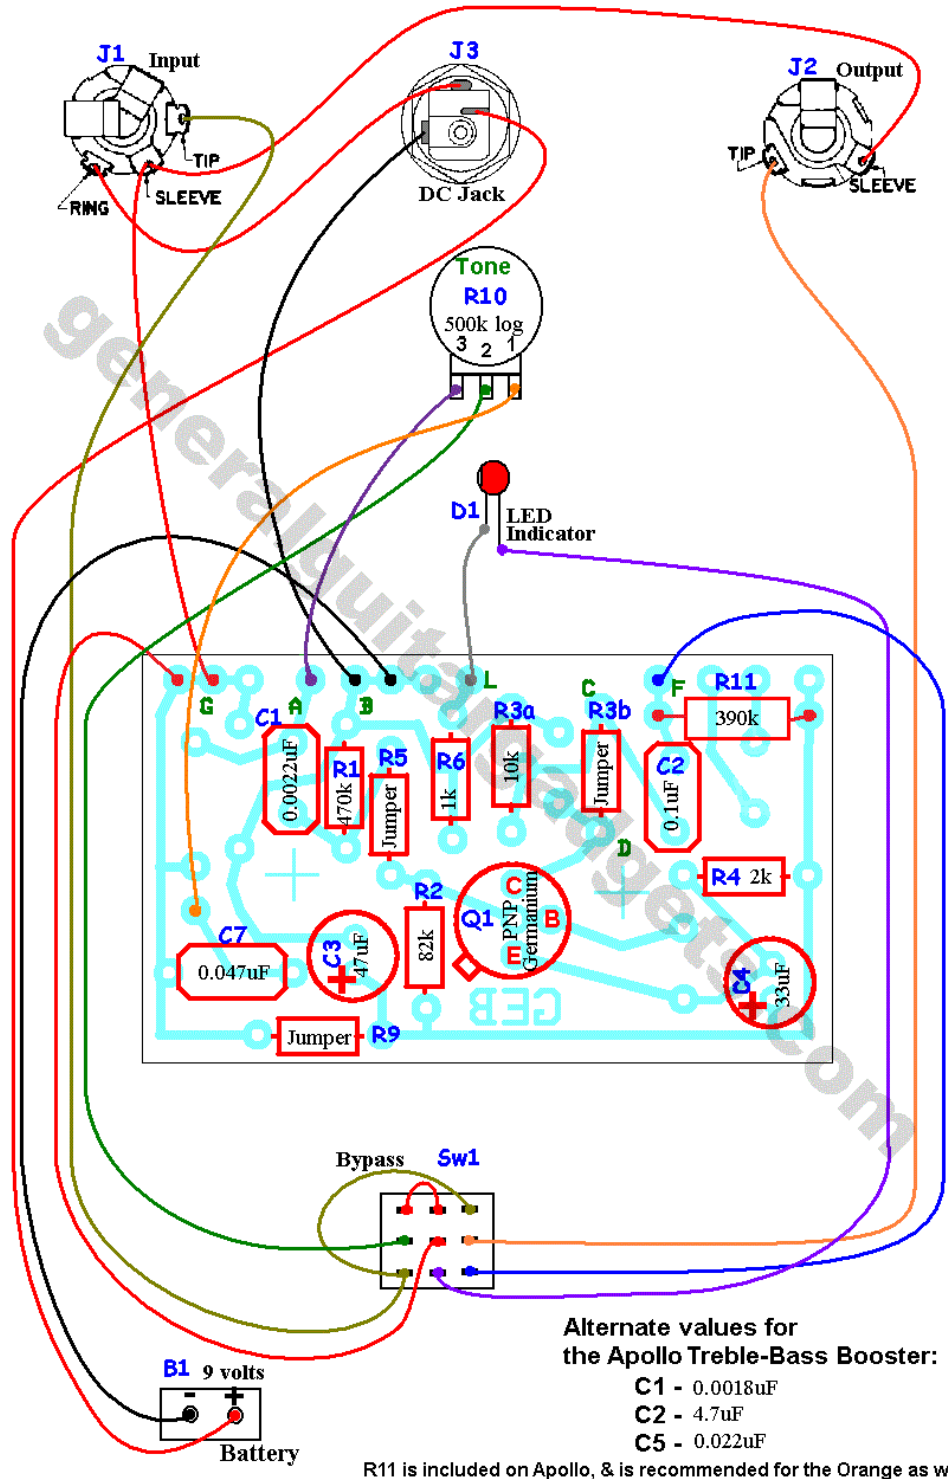 J1
Input
J3
J2
Output
TIP
RING
SLEEVE
DC Jack
TIP
SLEEVE
Tone
R10
500k log
3 2 1
generalguitargadgets.com
D1
LED
Indicator
G
A
B
L
C
F
R11
390k
C1
0.0022uF
R1
470k
R5
Jumper
R6
1k
R3a
10k
R3b
Jumper
C2
0.1uF
D
R4 2k
R2
82k
Q1
C
B
E
PNP
Germanium
C7
0.047uF
C3
47uF
+
C4
33uF
+
GEB
Jumper
R9
Bypass
Sw1
B1
9 volts
- +
Battery
Alternate values for
the Apollo Treble-Bass Booster:
C1 - 0.0018uF
C2 - 4.7uF
C5 - 0.022uF
R11 is included on Apollo, & is recommended for the Orange as